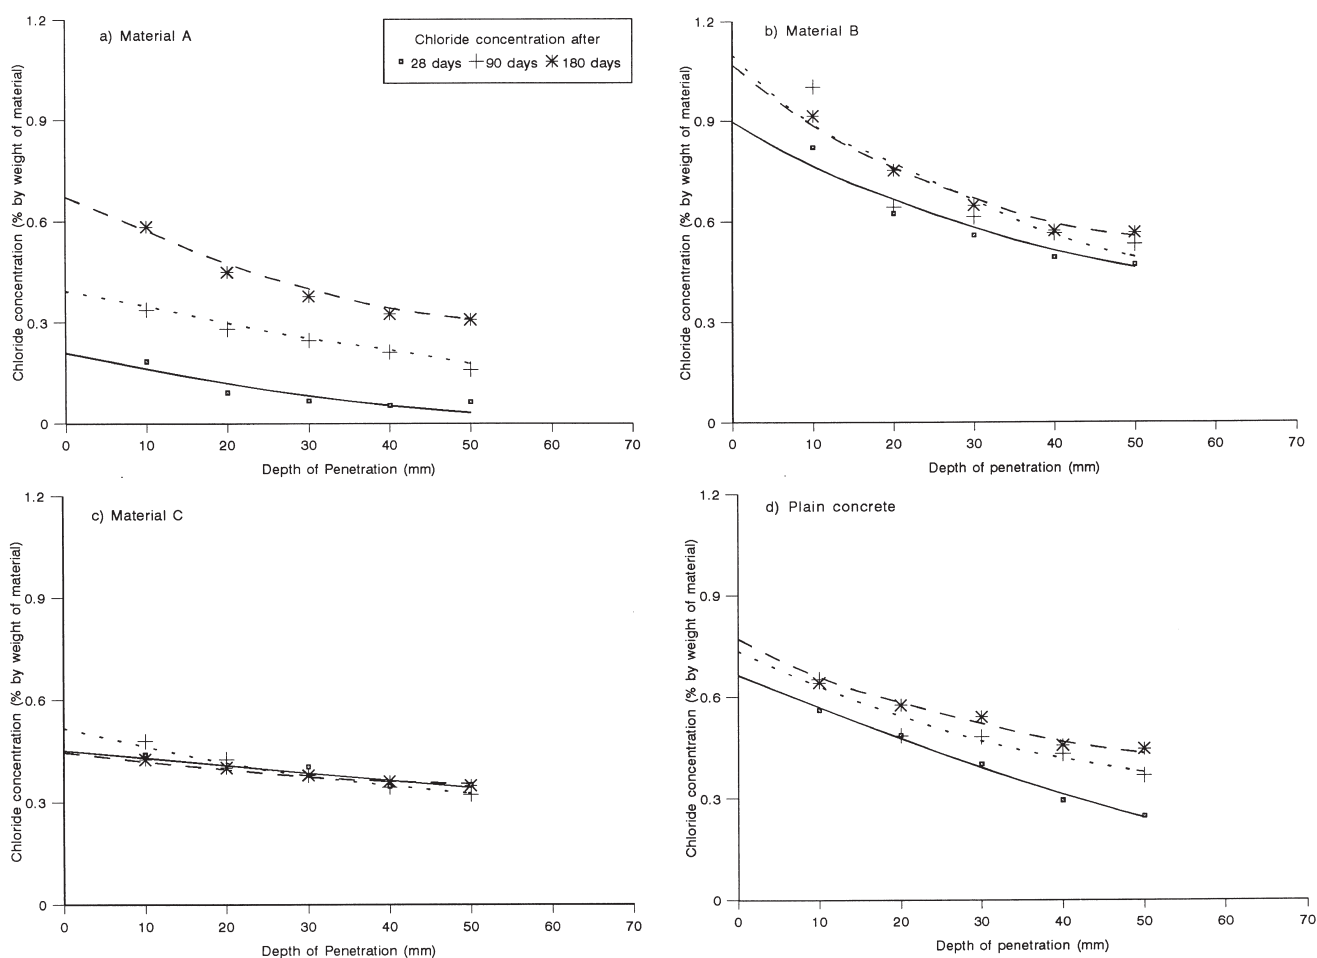 a) Material A
Chloride concentration after
28 days 90 days 180 days
Chloride concentration (% by weight of material)
1.2
0.9
0.6
0.3
0
0 10 20 30 40 50 60 70
Depth of Penetration (mm)
b) Material B
Chloride concentration (% by weight of material)
1.2
0.9
0.6
0.3
0
0 10 20 30 40 50 60 70
Depth of penetration (mm)
c) Material C
Chloride concentration (% by weight of material)
1.2
0.9
0.6
0.3
0
0 10 20 30 40 50 60 70
Depth of Penetration (mm)
d) Plain concrete
Chloride concentration (% by weight of material)
1.2
0.9
0.6
0.3
0
0 10 20 30 40 50 60 70
Depth of penetration (mm)